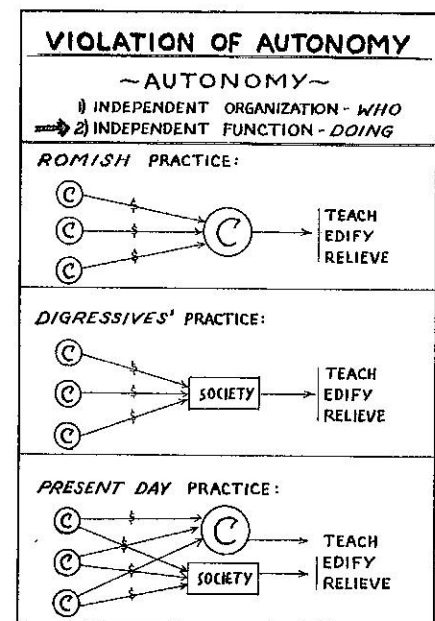 VIOLATION OF AUTONOMY
~AUTONOMY~
1) INDEPENDENT ORGANIZATION - WHO
2) INDEPENDENT FUNCTION - DOING
ROMISH PRACTICE:
C
$
C
$
C
$
C
TEACH
EDIFY
RELIEVE
DIGRESSIVES' PRACTICE:
C
$
C
$
C
$
SOCIETY
TEACH
EDIFY
RELIEVE
PRESENT DAY PRACTICE:
C
$
C
$
C
$
C
SOCIETY
TEACH
EDIFY
RELIEVE